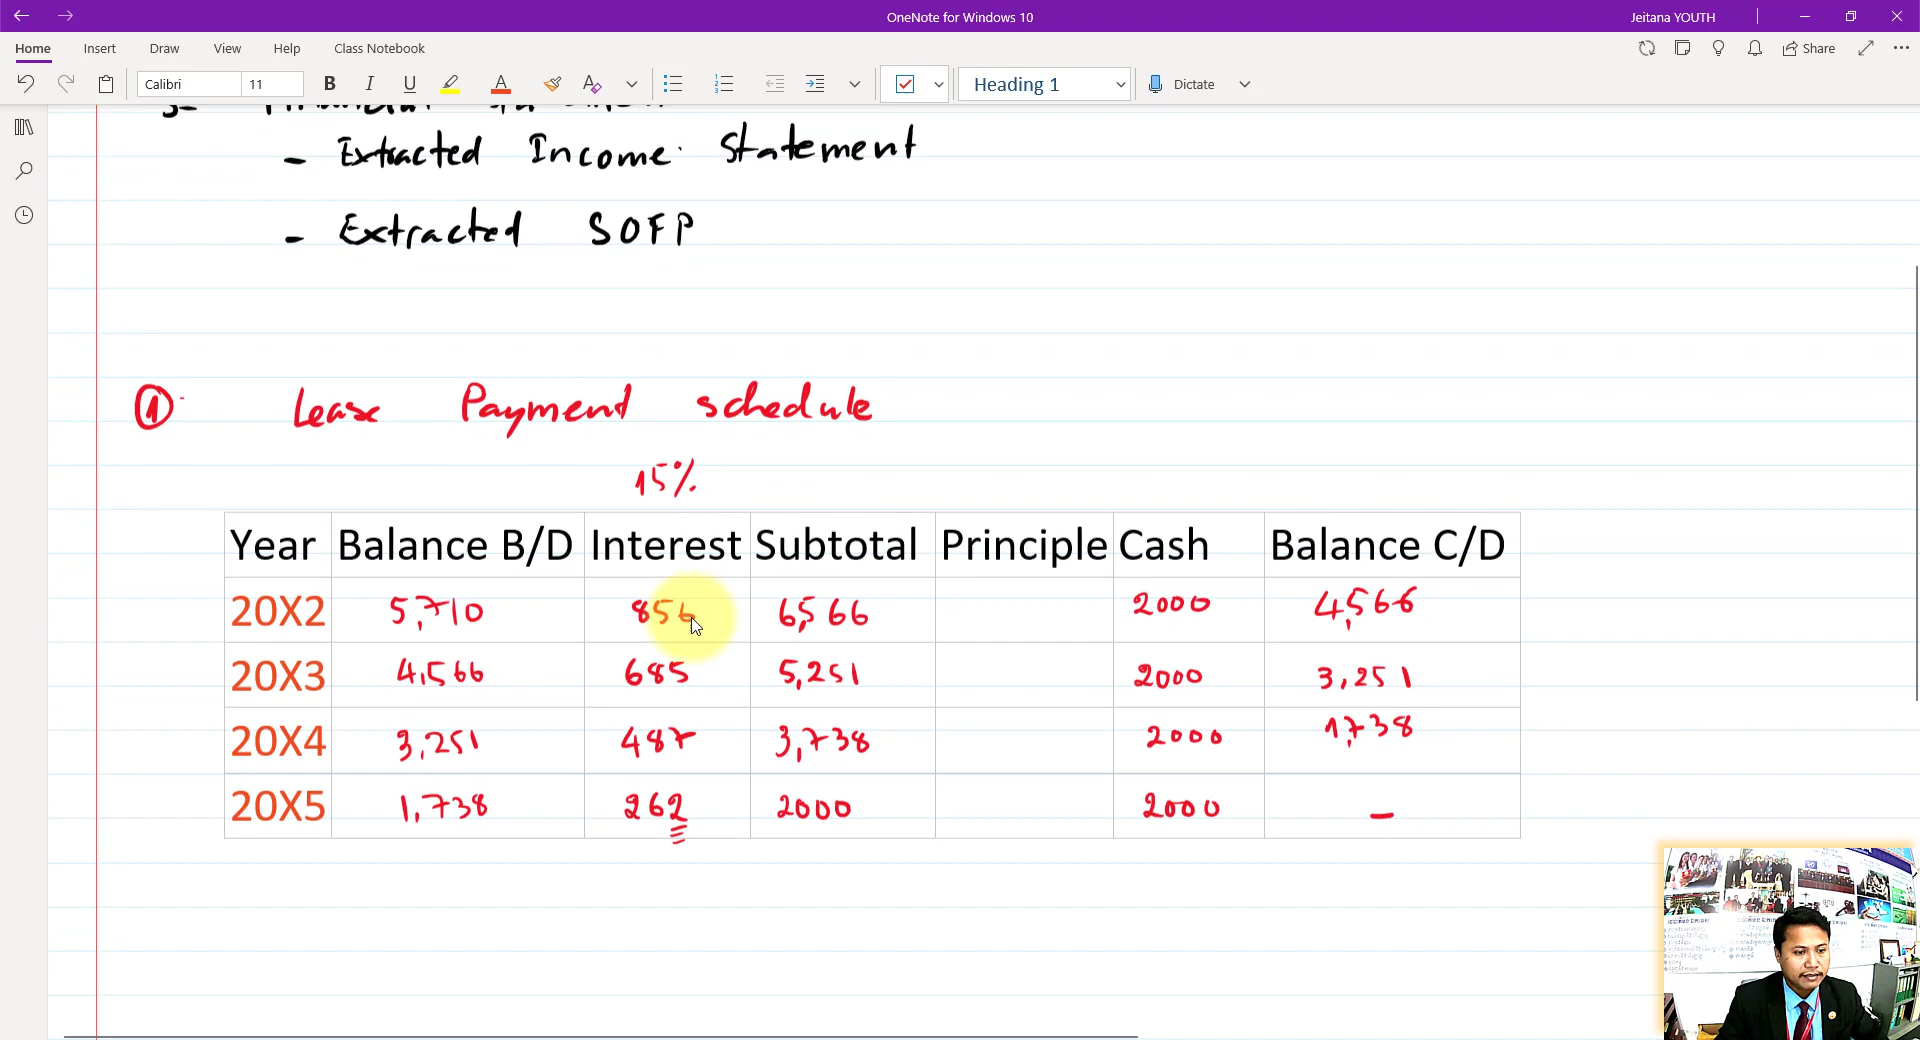 OneNote for Windows 10
Jeitana YOUTH
Home Insert Draw View Help Class Notebook
Share
Calibri 11 B I U A Heading 1 Dictate
- Extracted Income Statement
- Extracted SOFP
① Lease Payment schedule
15%
Year Balance B/D Interest Subtotal Principle Cash Balance C/D
20X2 5,710 856 6,566 2000 4,566
20X3 4,566 685 5,251 2000 3,251
20X4 3,251 487 3,738 2000 1,738
20X5 1,738 262 2000 2000 -